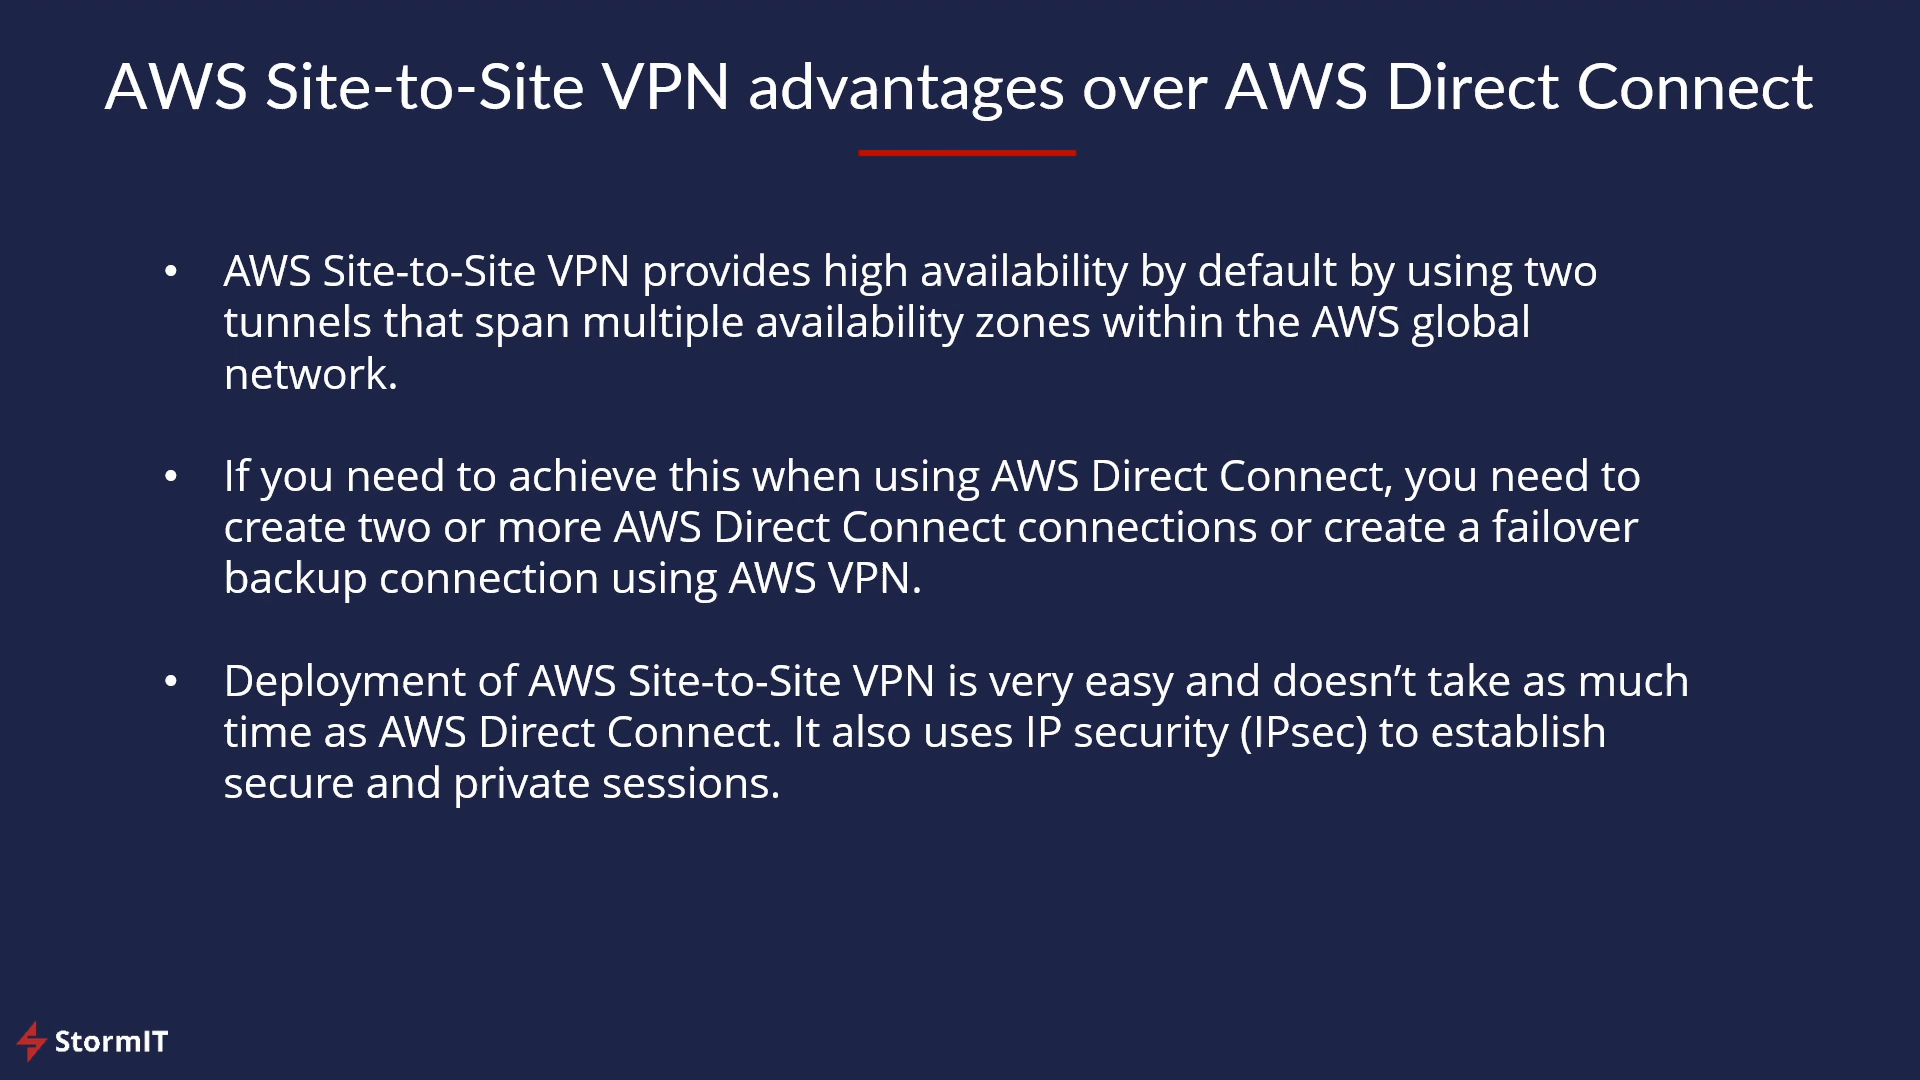 AWS Site-to-Site VPN advantages over AWS Direct Connect
• AWS Site-to-Site VPN provides high availability by default by using two
tunnels that span multiple availability zones within the AWS global
network.
• If you need to achieve this when using AWS Direct Connect, you need to
create two or more AWS Direct Connect connections or create a failover
backup connection using AWS VPN.
• Deployment of AWS Site-to-Site VPN is very easy and doesn’t take as much
time as AWS Direct Connect. It also uses IP security (IPsec) to establish
secure and private sessions.
StormIT